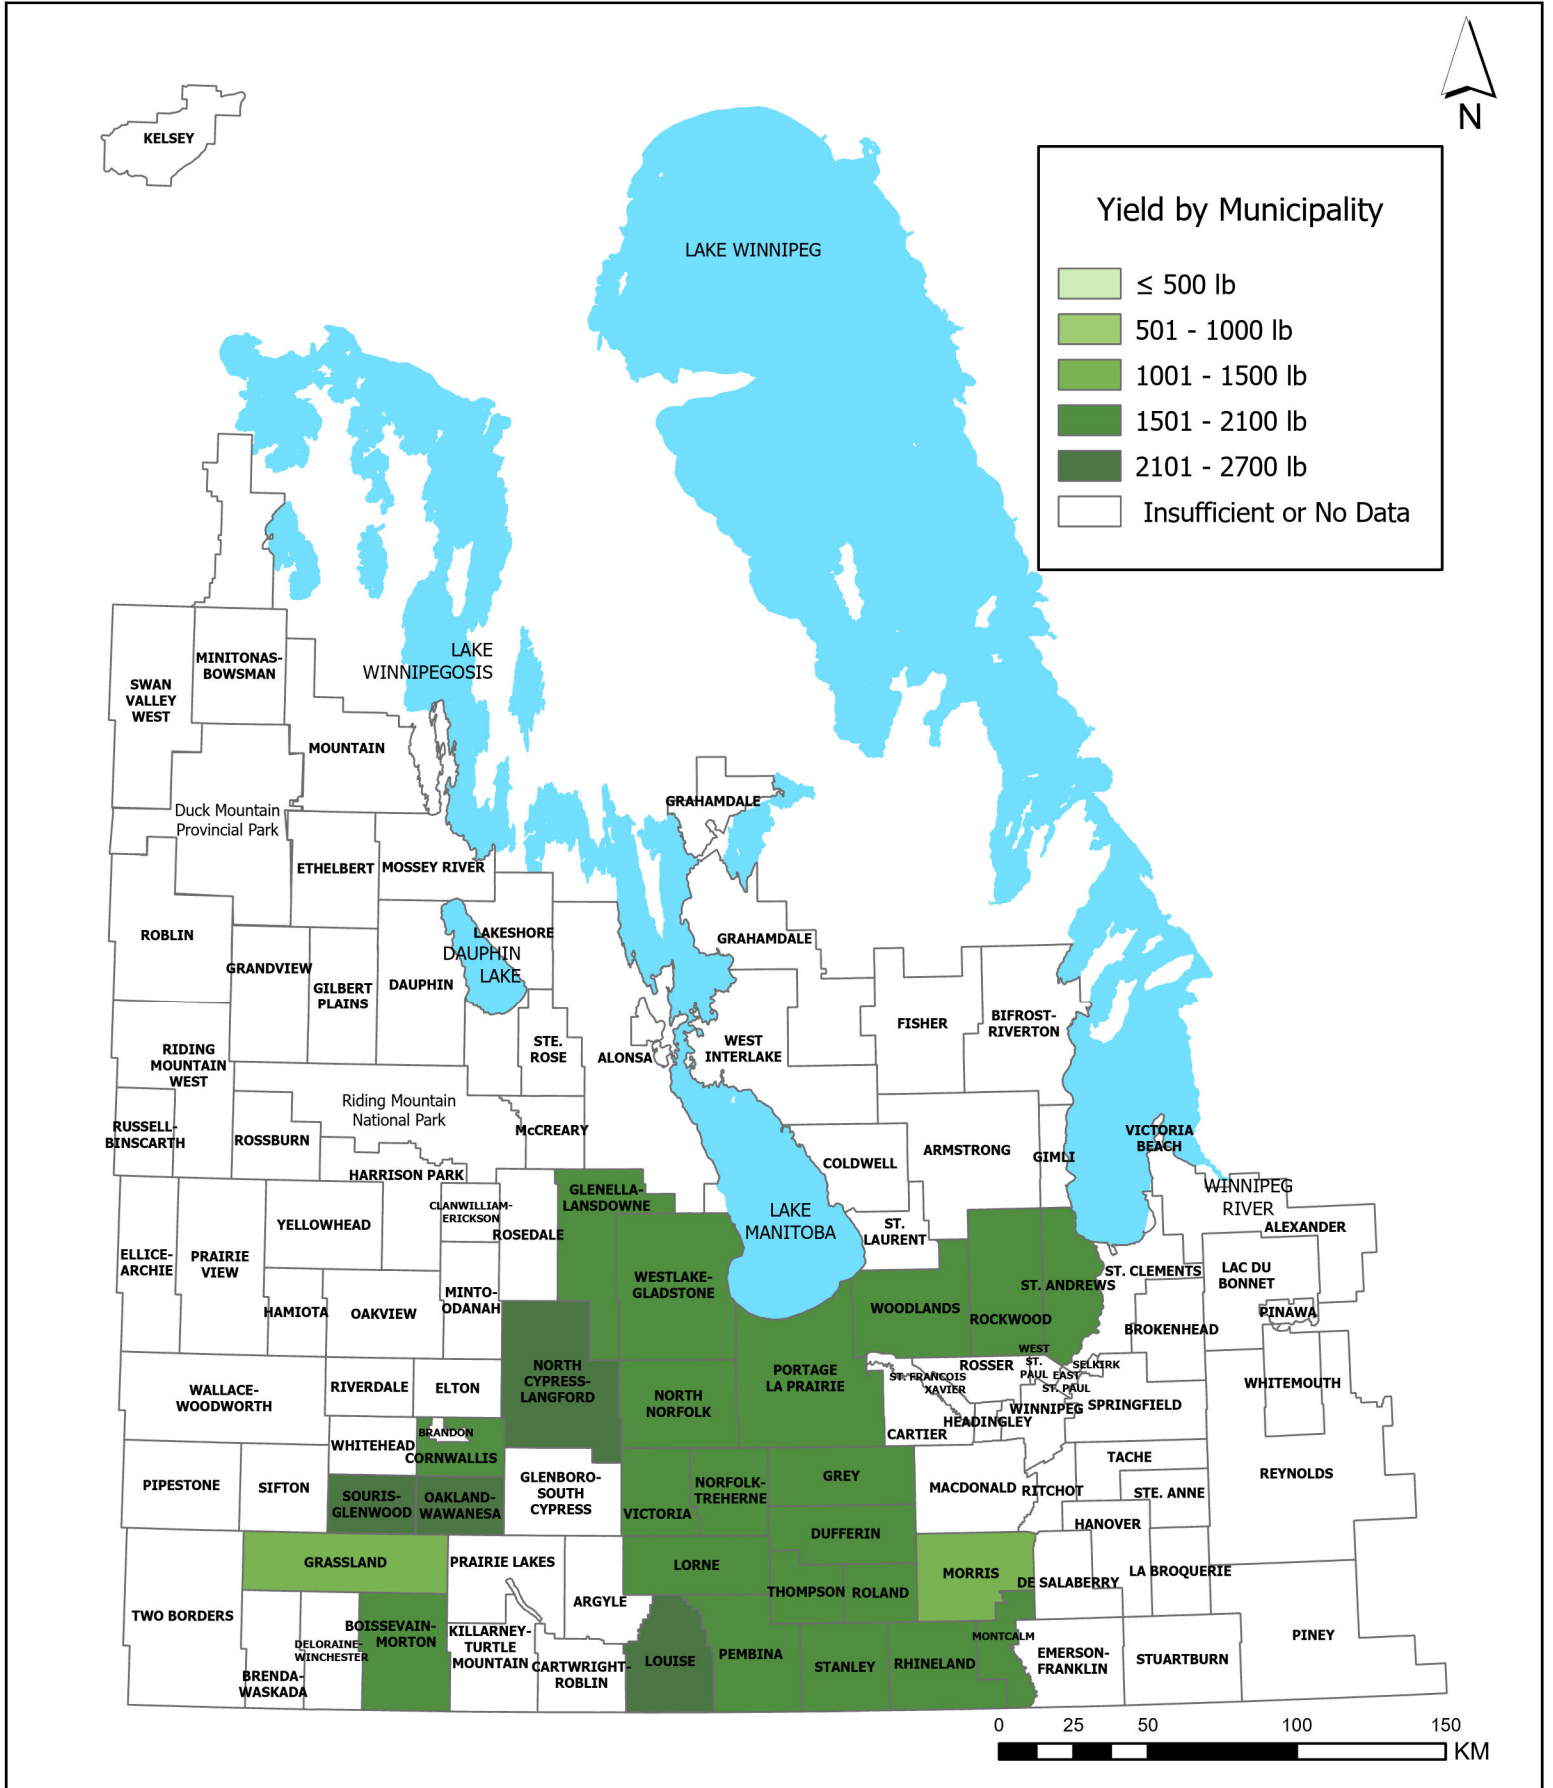 N
KELSEY
Yield by Municipality
≤ 500 lb
501 - 1000 lb
1001 - 1500 lb
1501 - 2100 lb
2101 - 2700 lb
Insufficient or No Data
LAKE WINNIPEG
LAKE
WINNIPEGOSIS
MINITONAS-
BOWSMAN
SWAN
VALLEY
WEST
MOUNTAIN
Duck Mountain
Provincial Park
GRAHAMDALE
ETHELBERT
MOSSEY RIVER
ROBLIN
LAKESHORE
DAUPHIN
LAKE
GRAHAMDALE
GRANDVIEW
GILBERT
PLAINS
DAUPHIN
FISHER
BIFROST-
RIVERTON
RIDING
MOUNTAIN
WEST
STE.
ROSE
ALONSA
WEST
INTERLAKE
Riding Mountain
National Park
RUSSELL-
BINSCARTH
ROSSBURN
McCREARY
VICTORIA
BEACH
ARMSTRONG
GIMLI
COLDWELL
HARRISON PARK
GLENELLA-
LANSDOWNE
WINNIPEG
RIVER
ALEXANDER
CLANWILLIAM-
ERICKSON
YELLOWHEAD
ROSEDALE
LAKE
MANITOBA
ST.
LAURENT
ELLICE-
ARCHIE
PRAIRIE
VIEW
WESTLAKE-
GLADSTONE
ST. CLEMENTS
LAC DU
BONNET
ST. ANDREWS
MINTO-
ODANAH
HAMIOTA
OAKVIEW
WOODLANDS
ROCKWOOD
PINAWA
BROKENHEAD
NORTH
CYPRESS-
LANGFORD
PORTAGE
LA PRAIRIE
WEST
ST.
PAUL
ROSSER
SELKIRK
EAST
ST. PAUL
ST. FRANCOIS
XAVIER
WHITEMOUTH
WALLACE-
WOODWORTH
RIVERDALE
ELTON
NORTH
NORFOLK
WINNIPEG
SPRINGFIELD
HEADINGLEY
CARTIER
BRANDON
WHITEHEAD
CORNWALLIS
TACHE
REYNOLDS
PIPESTONE
SIFTON
GLENBORO-
SOUTH
CYPRESS
GREY
NORFOLK-
TREHERNE
MACDONALD
RITCHOT
STE. ANNE
SOURIS-
GLENWOOD
OAKLAND-
WAWANESA
VICTORIA
HANOVER
DUFFERIN
GRASSLAND
PRAIRIE LAKES
LORNE
MORRIS
DE SALABERRY
LA BROQUERIE
THOMPSON
ROLAND
ARGYLE
TWO BORDERS
BOISSEVAIN-
MORTON
DELORAINE-
WINCHESTER
KILLARNEY-
TURTLE
MOUNTAIN
MONTCALM
PINEY
EMERSON-
FRANKLIN
STUARTBURN
PEMBINA
LOUISE
STANLEY
RHINELAND
CARTWRIGHT-
ROBLIN
BRENDA-
WASKADA
0 25 50 100 150
KM